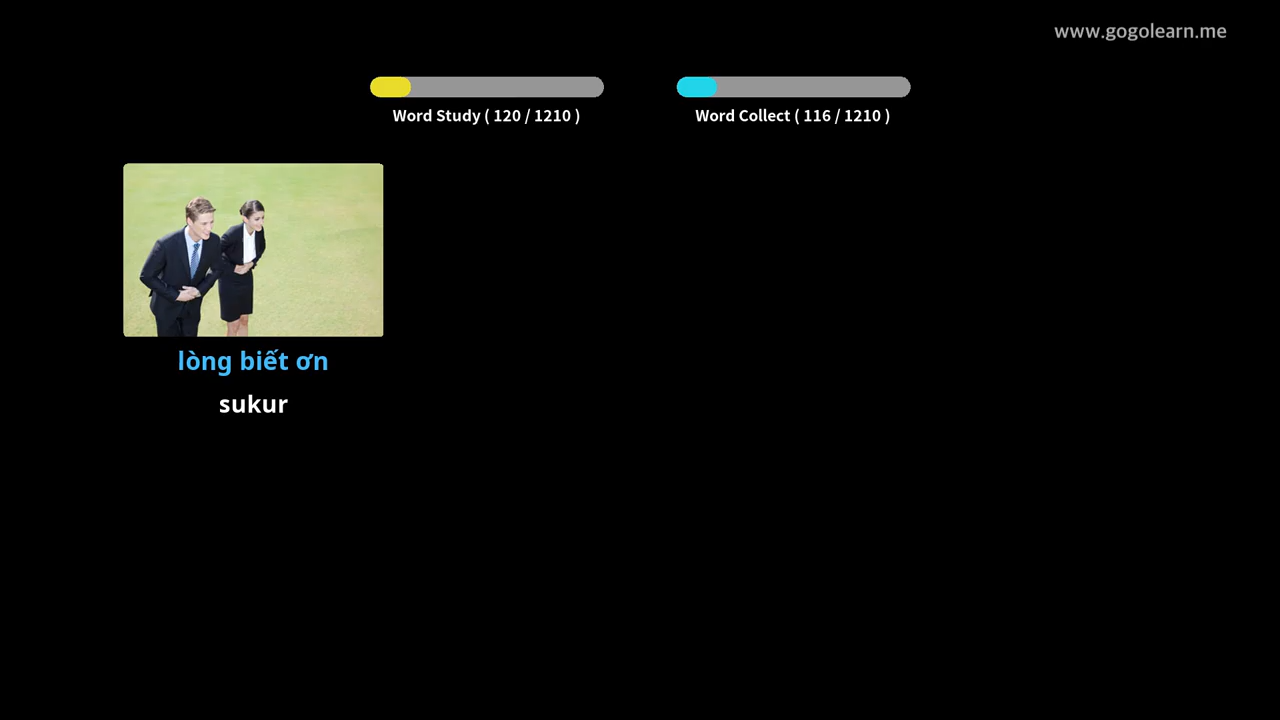 www.gogolearn.me
Word Study ( 120 / 1210 )
Word Collect ( 116 / 1210 )
lòng biết ơn
sukur